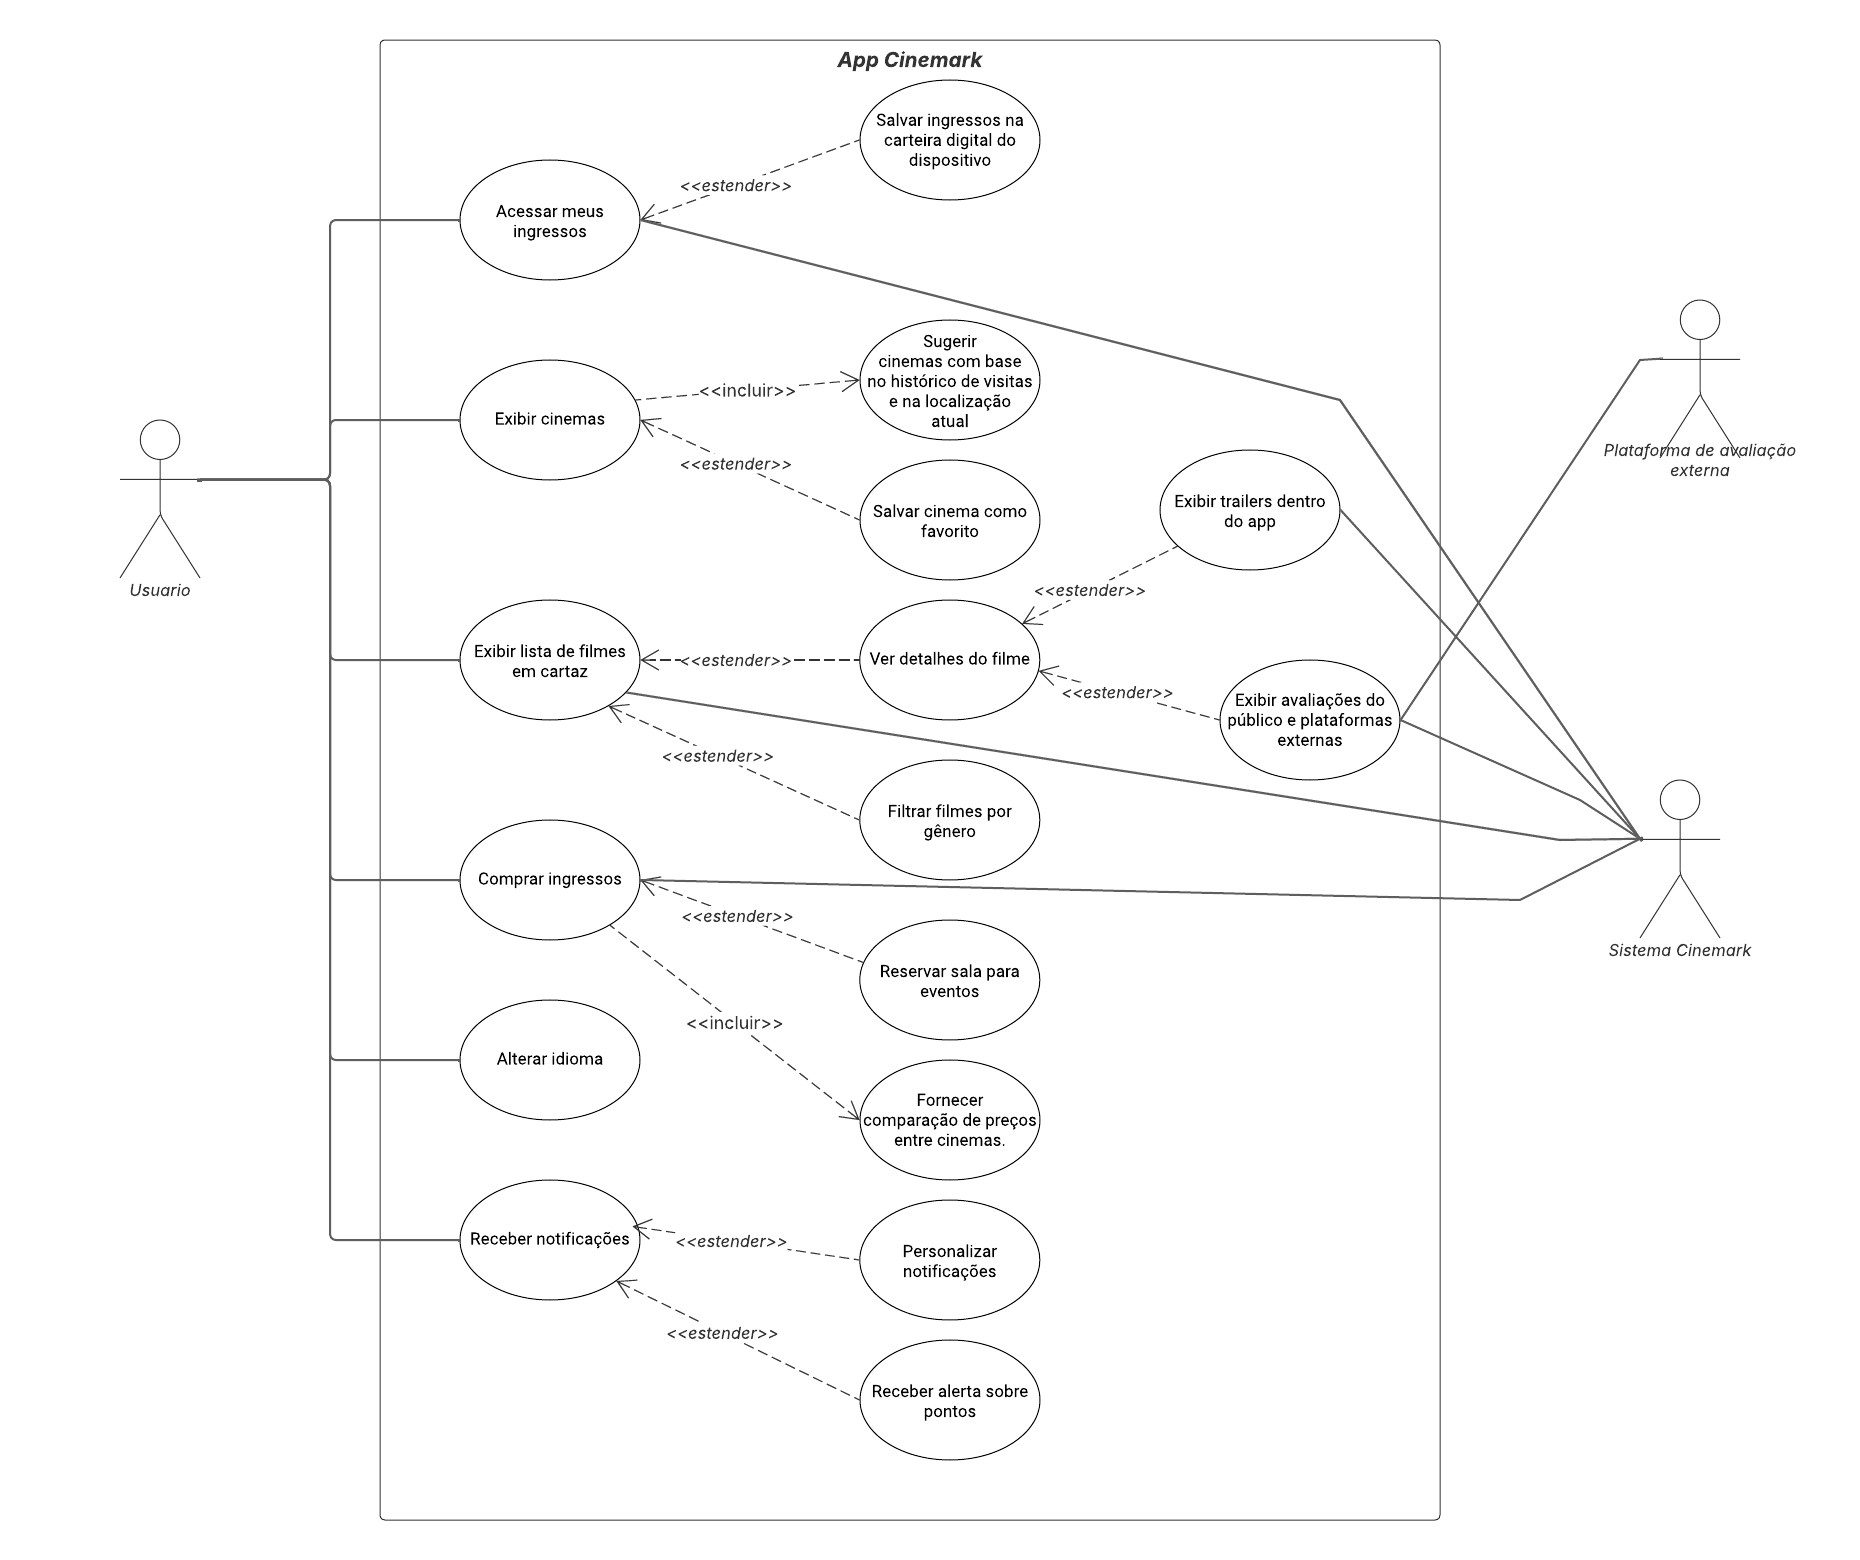 App Cinemark
Salvar ingressos na
carteira digital do
dispositivo
<<estender>>
Acessar meus
ingressos
Sugerir
cinemas com base
no histórico de visitas
e na localização
atual
<<incluir>>
Exibir cinemas
<<estender>>
Salvar cinema como
favorito
Exibir trailers dentro
do app
Plataforma de avaliação
externa
Usuario
<<estender>>
Exibir lista de filmes
em cartaz
<<estender>>
Ver detalhes do filme
<<estender>>
Exibir avaliações do
público e plataformas
externas
<<estender>>
Filtrar filmes por
gênero
Comprar ingressos
<<estender>>
Sistema Cinemark
Reservar sala para
eventos
<<incluir>>
Alterar idioma
Fornecer
comparação de preços
entre cinemas.
Receber notificações
<<estender>>
Personalizar
notificações
<<estender>>
Receber alerta sobre
pontos